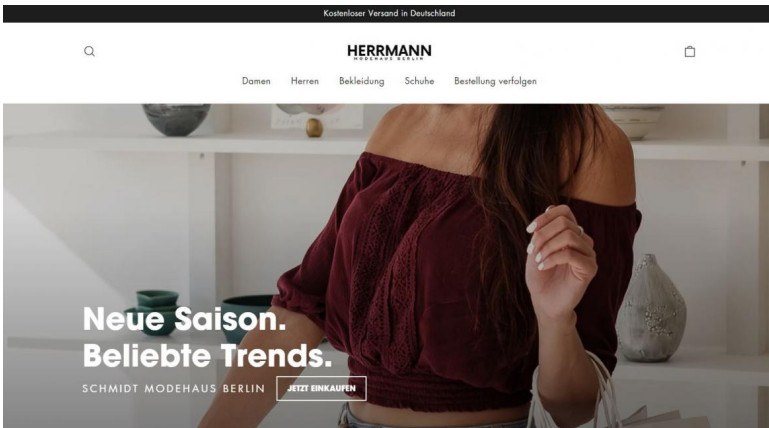 Kostenloser Versand in Deutschland
HERRMANN
MODEHAUS BERLIN
Damen Herren Bekleidung Schuhe Bestellung verfolgen
Neue Saison.
Beliebte Trends.
SCHMIDT MODEHAUS BERLIN JETZT EINKAUFEN